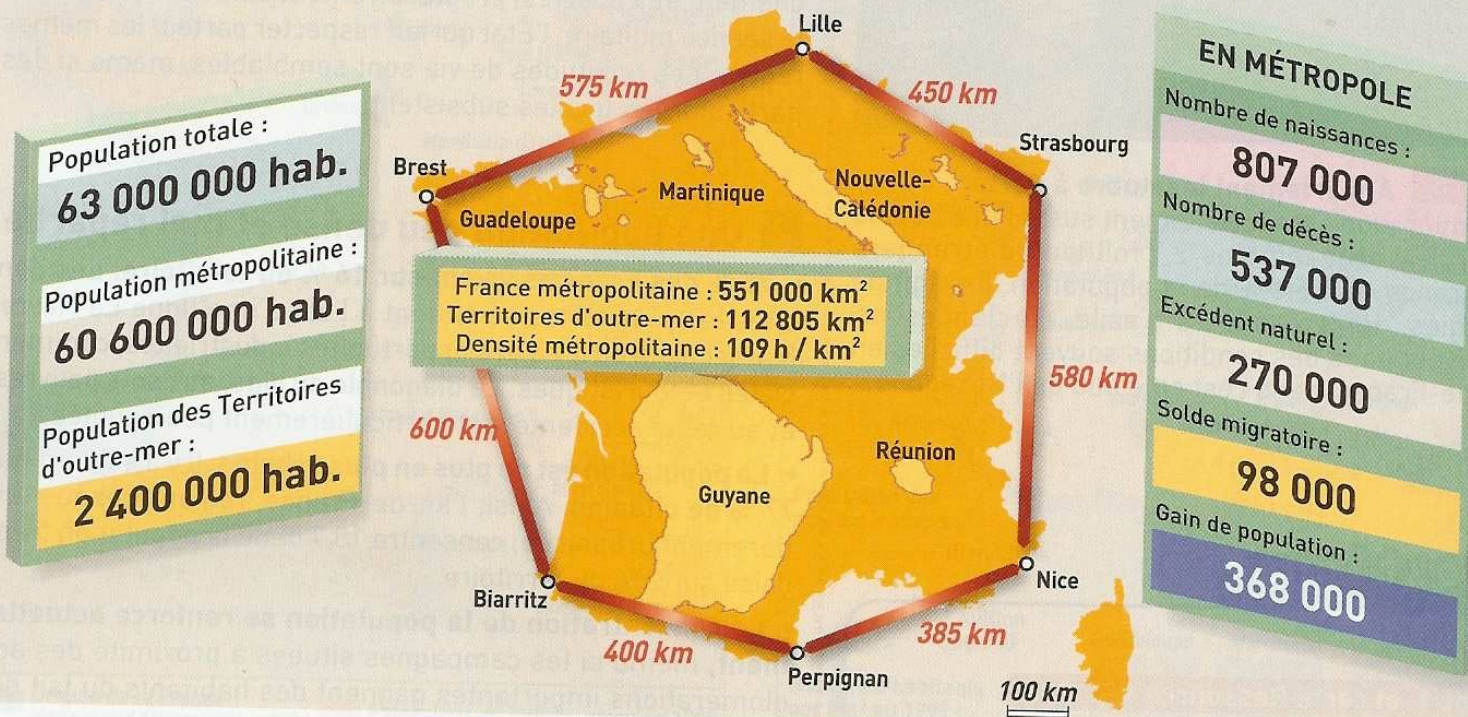 Population totale :
63 000 000 hab.
Population métropolitaine :
60 600 000 hab.
Population des Territoires
d'outre-mer :
2 400 000 hab.
Lille
575 km
450 km
Brest
Strasbourg
Guadeloupe
Martinique
Nouvelle-
Calédonie
France métropolitaine : 551 000 km²
Territoires d'outre-mer : 112 805 km²
Densité métropolitaine : 109 h / km²
600 km
580 km
Guyane
Réunion
Biarritz
Nice
400 km
385 km
Perpignan
100 km
EN MÉTROPOLE
Nombre de naissances :
807 000
Nombre de décès :
537 000
Excédent naturel :
270 000
Solde migratoire :
98 000
Gain de population :
368 000